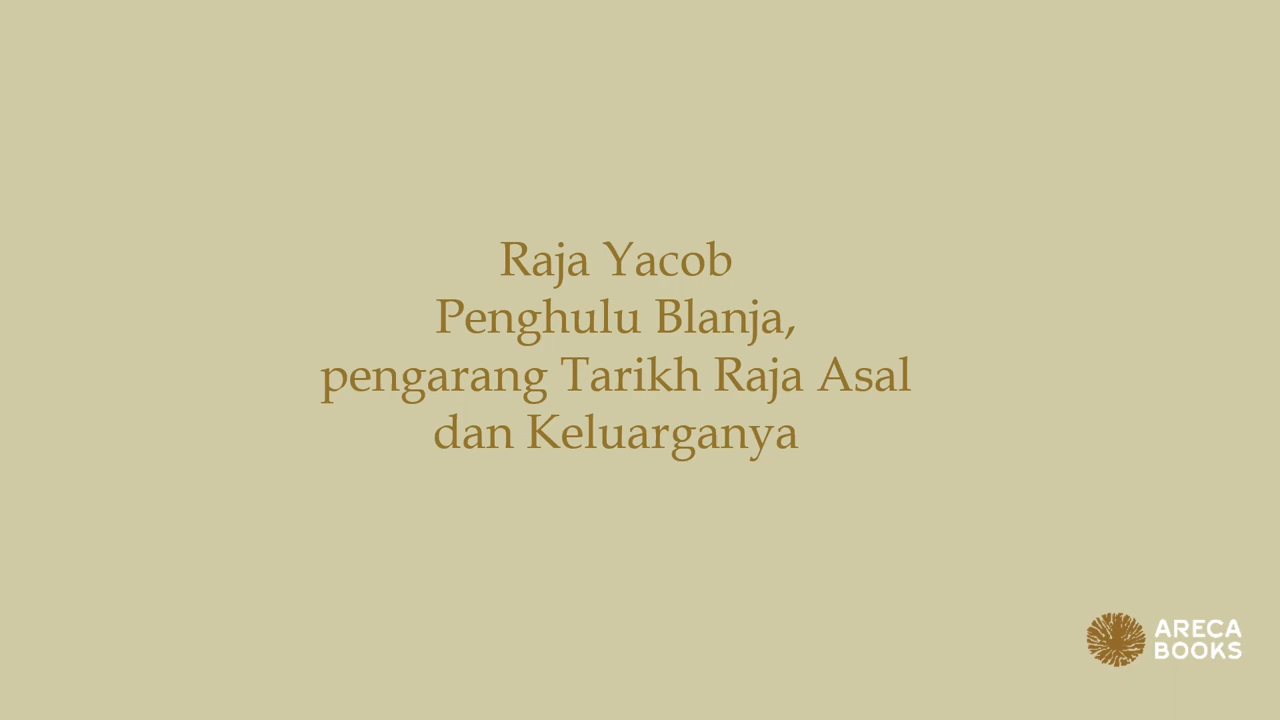 Raja Yacob
Penghulu Blanja,
pengarang Tarikh Raja Asal
dan Keluarganya
ARECA
BOOKS